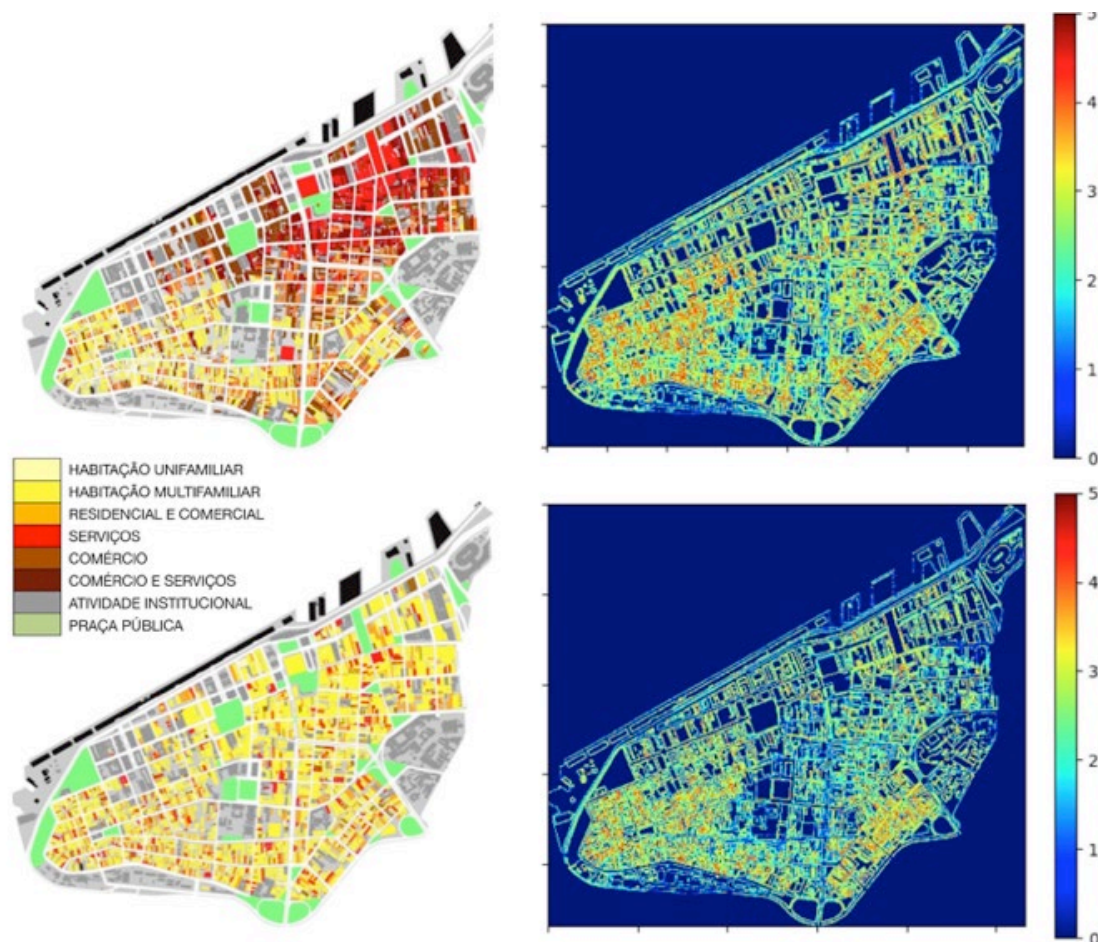 5
4
3
2
1
0
HABITAÇÃO UNIFAMILIAR
HABITAÇÃO MULTIFAMILIAR
RESIDENCIAL E COMERCIAL
SERVIÇOS
COMÉRCIO
COMÉRCIO E SERVIÇOS
ATIVIDADE INSTITUCIONAL
PRAÇA PÚBLICA
5
4
3
2
1
0